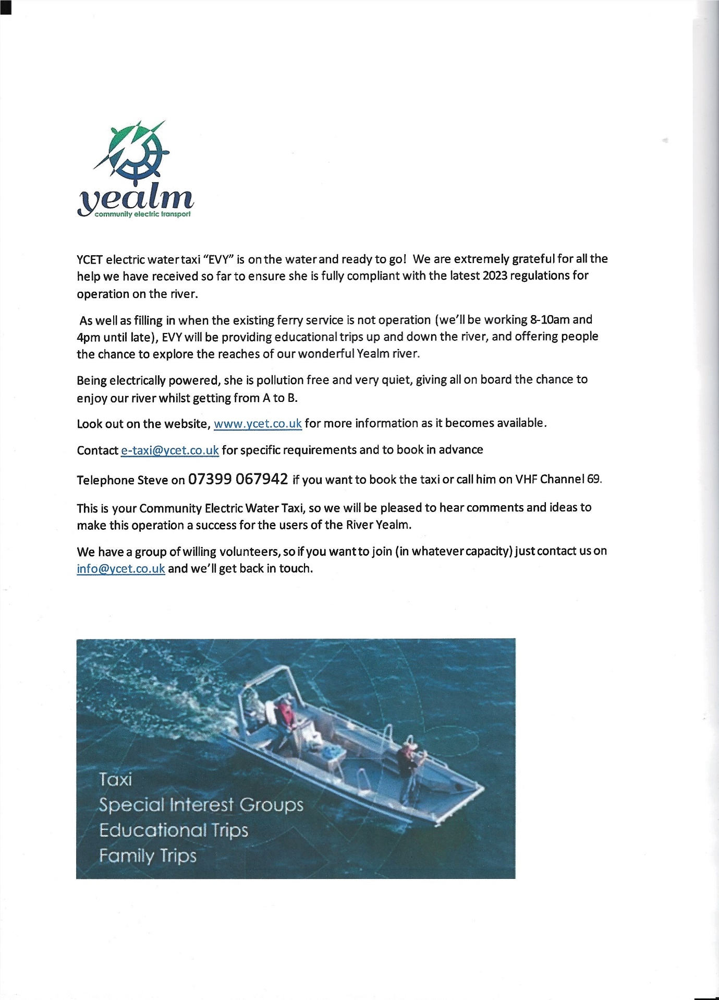 yealm
community electric transport
YCET electric water taxi “EVY” is on the water and ready to go!  We are extremely grateful for all the
help we have received so far to ensure she is fully compliant with the latest 2023 regulations for
operation on the river.
As well as filling in when the existing ferry service is not operation (we’ll be working 8-10am and
4pm until late), EVY will be providing educational trips up and down the river, and offering people
the chance to explore the reaches of our wonderful Yealm river.
Being electrically powered, she is pollution free and very quiet, giving all on board the chance to
enjoy our river whilst getting from A to B.
Look out on the website, www.ycet.co.uk for more information as it becomes available.
Contact e-taxi@ycet.co.uk for specific requirements and to book in advance
Telephone Steve on 07399 067942 if you want to book the taxi or call him on VHF Channel 69.
This is your Community Electric Water Taxi, so we will be pleased to hear comments and ideas to
make this operation a success for the users of the River Yealm.
We have a group of willing volunteers, so if you want to join (in whatever capacity) just contact us on
info@ycet.co.uk and we’ll get back in touch.
Taxi
Special Interest Groups
Educational Trips
Family Trips